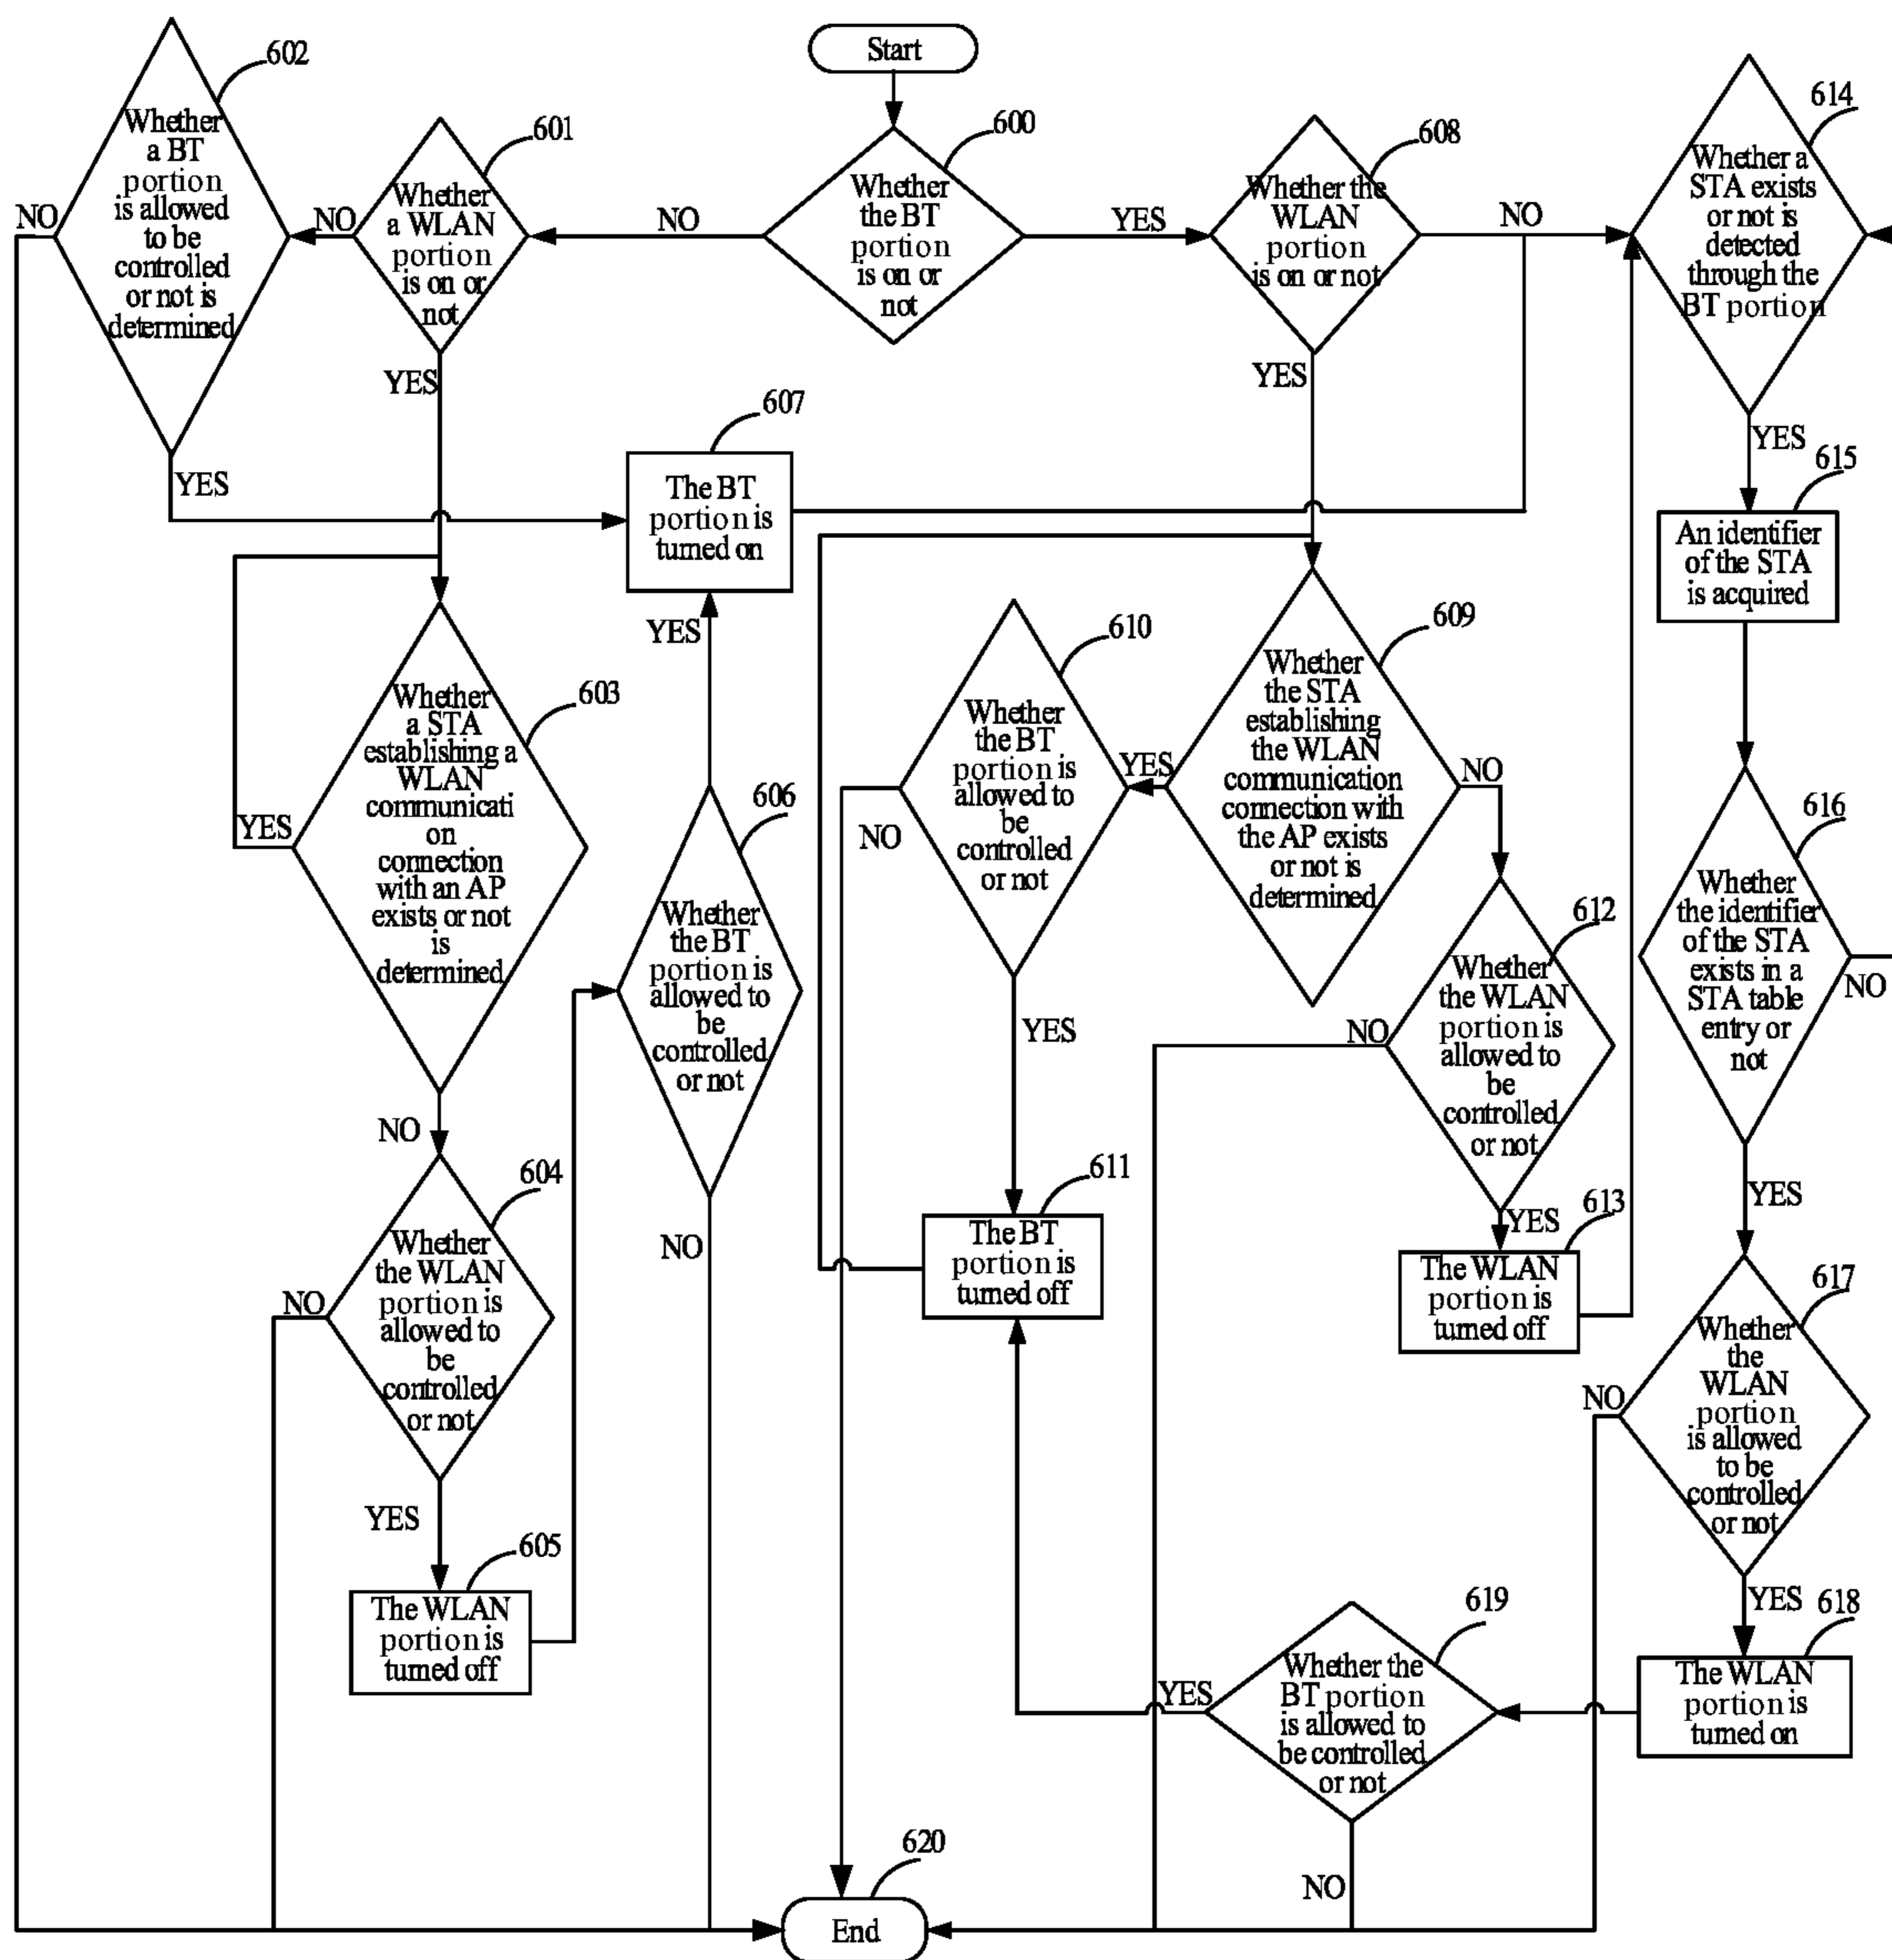 Start
600
Whether
the BT
portion
is on or
not
NO
YES
601
Whether
a WLAN
portion
is on or
not
NO
YES
602
Whether
a BT
portion
is allowed
to be
controlled
or not is
determined
NO
YES
603
Whether
a STA
establishing a
WLAN
communicati
on
connection
with an AP
exists or not
is
determined
YES
NO
604
Whether
the WLAN
portion is
allowed to
be
controlled
or not
NO
YES
605
The WLAN
portion is
turned off
606
Whether
the BT
portion is
allowed to
be
controlled
or not
YES
NO
607
The BT
portion is
turned on
608
Whether the
WLAN
portion
is on or not
NO
YES
609
Whether
the STA
establishing
the WLAN
communication
connection with
the AP exists
or not is
determined
YES
NO
610
Whether
the BT
portion is
allowed to
be
controlled
or not
NO
YES
611
The BT
portion is
turned off
612
Whether
the WLAN
portion is
allowed to
be
controlled
or not
NO
YES
613
The WLAN
portion is
turned off
614
Whether a
STA exists
or not is
detected
through the
BT portion
YES
615
An identifier
of the STA
is acquired
616
Whether
the identifier
of the STA
exists in a
STA table
entry or
not
NO
YES
617
Whether
the
WLAN
portion
is allowed
to be
controlled
or not
NO
YES
618
The WLAN
portion is
turned on
619
Whether the
BT portion
is allowed to
be controlled
or not
YES
NO
620
End